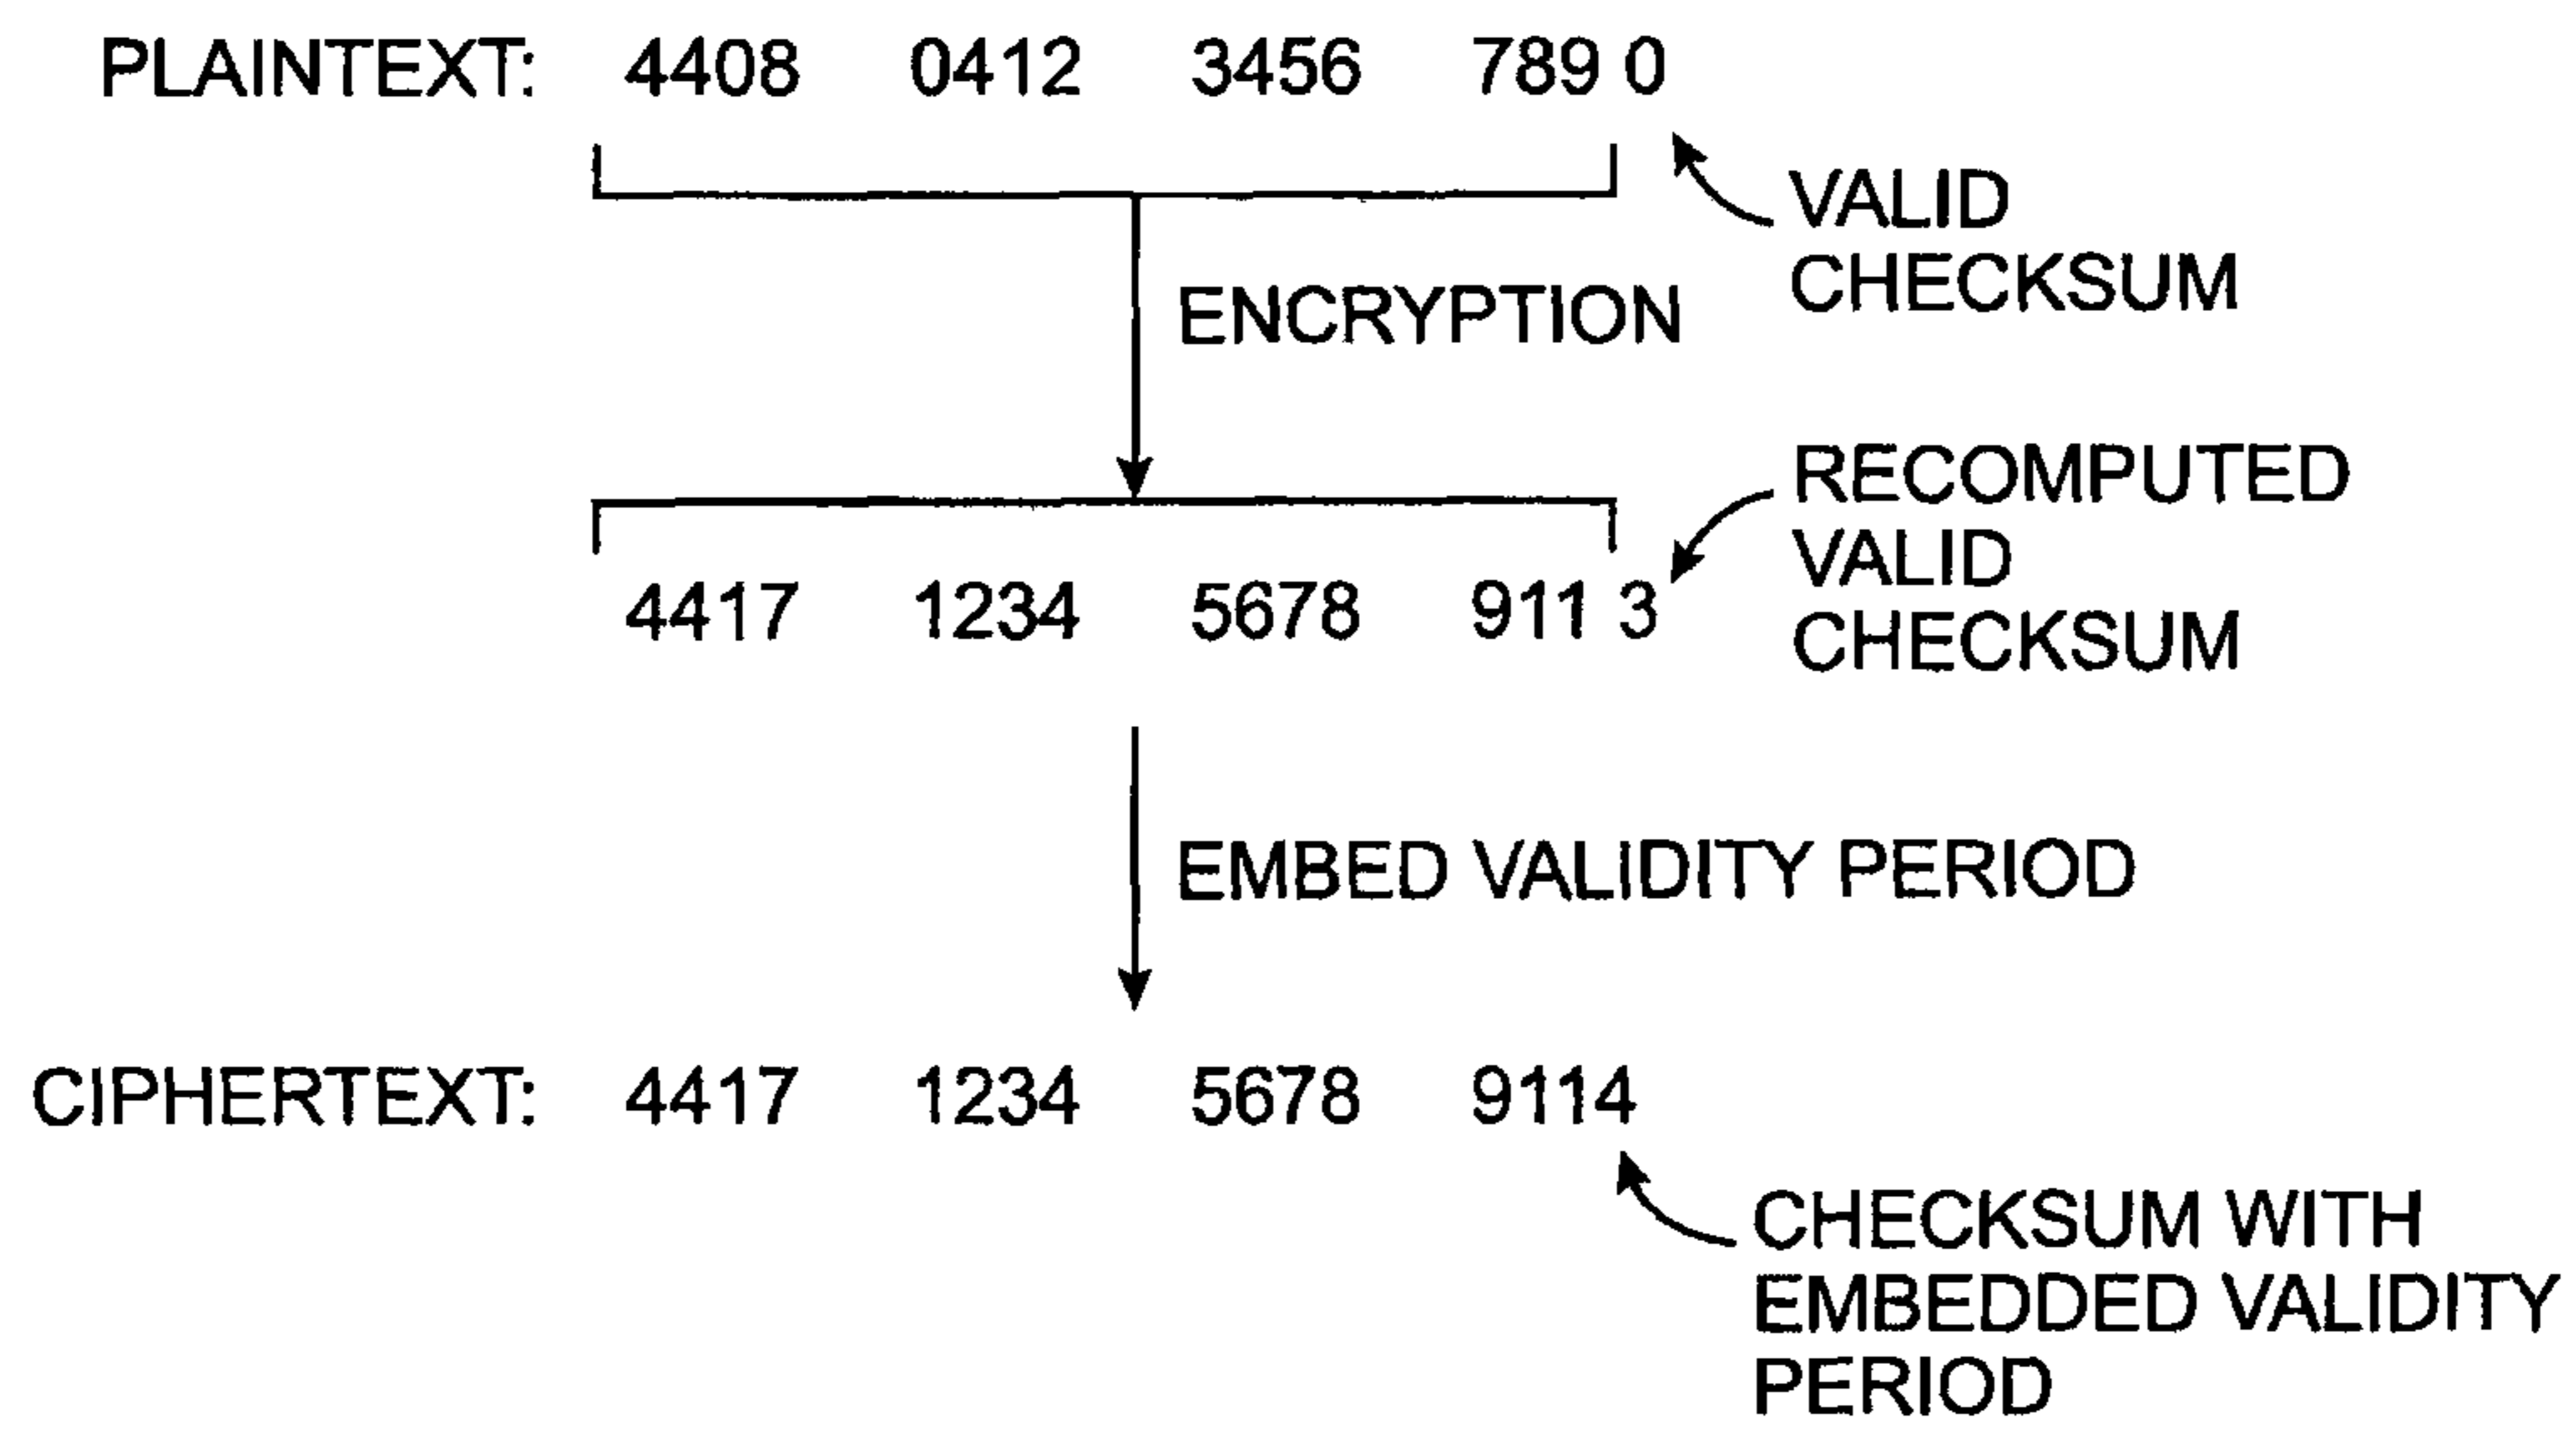 PLAINTEXT: 4408 0412 3456 789 0
VALID
CHECKSUM
ENCRYPTION
RECOMPUTED
VALID
CHECKSUM
4417 1234 5678 911 3
EMBED VALIDITY PERIOD
CIPHERTEXT: 4417 1234 5678 9114
CHECKSUM WITH
EMBEDDED VALIDITY
PERIOD